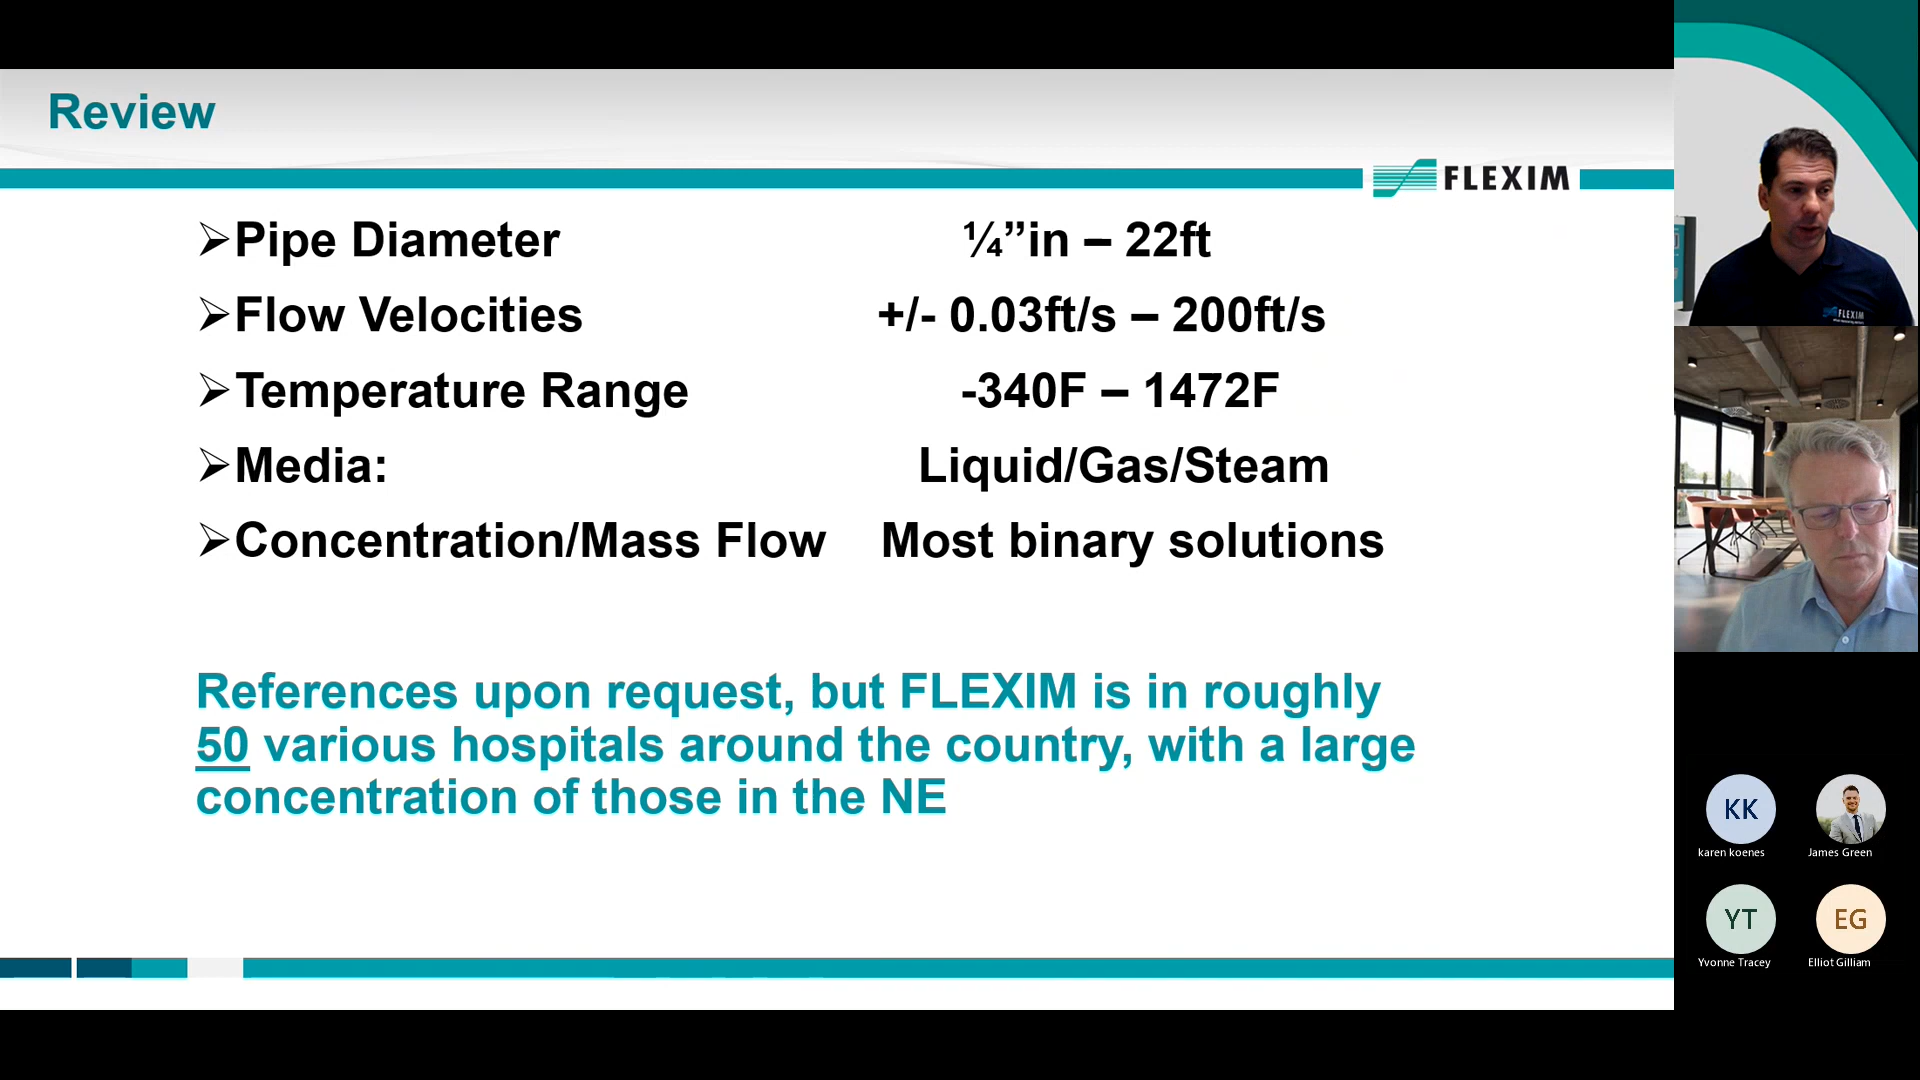 Review
FLEXIM
➢Pipe Diameter ¼”in – 22ft
➢Flow Velocities +/- 0.03ft/s – 200ft/s
➢Temperature Range -340F – 1472F
➢Media: Liquid/Gas/Steam
➢Concentration/Mass Flow Most binary solutions
References upon request, but FLEXIM is in roughly
50 various hospitals around the country, with a large
concentration of those in the NE
FLEXIM
KK
karen koenes
James Green
YT
Yvonne Tracey
EG
Elliot Gilliam